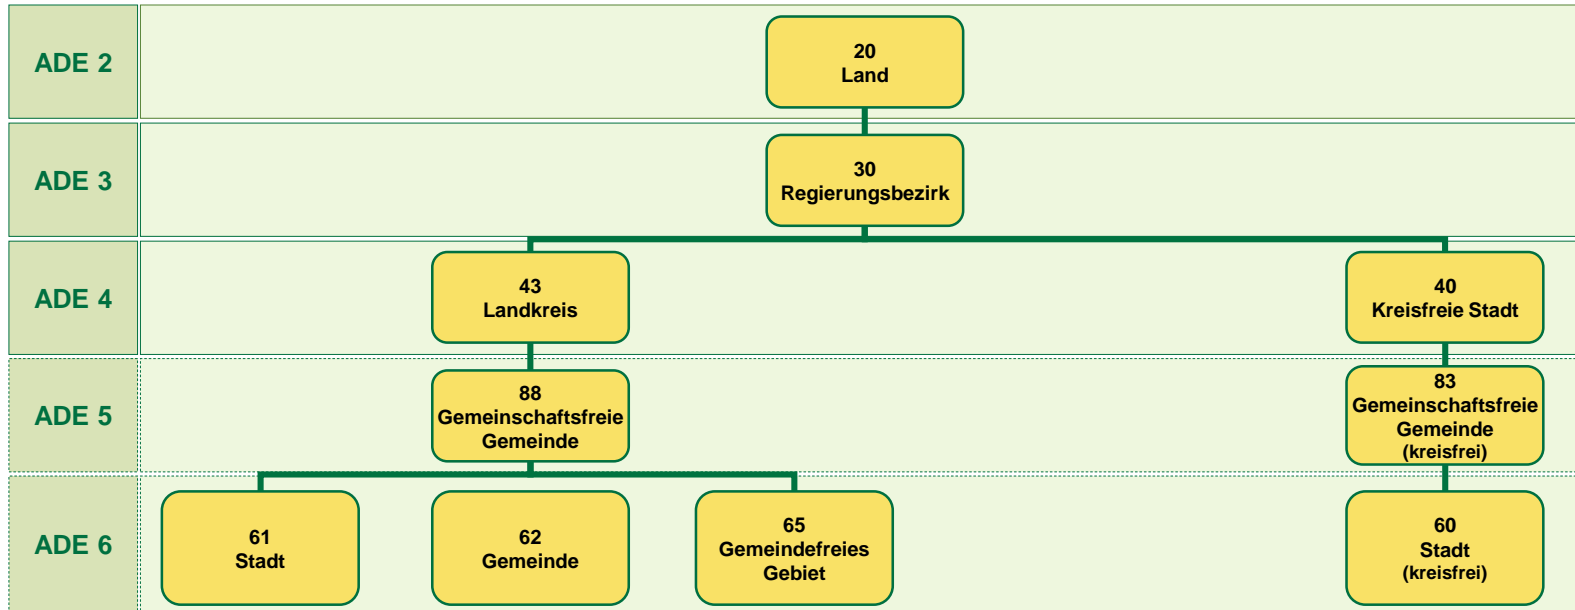 ADE 2
20
Land
ADE 3
30
Regierungsbezirk
ADE 4
43
Landkreis
40
Kreisfreie Stadt
ADE 5
88
Gemeinschaftsfreie
Gemeinde
83
Gemeinschaftsfreie
Gemeinde
(kreisfrei)
ADE 6
61
Stadt
62
Gemeinde
65
Gemeindefreies
Gebiet
60
Stadt
(kreisfrei)